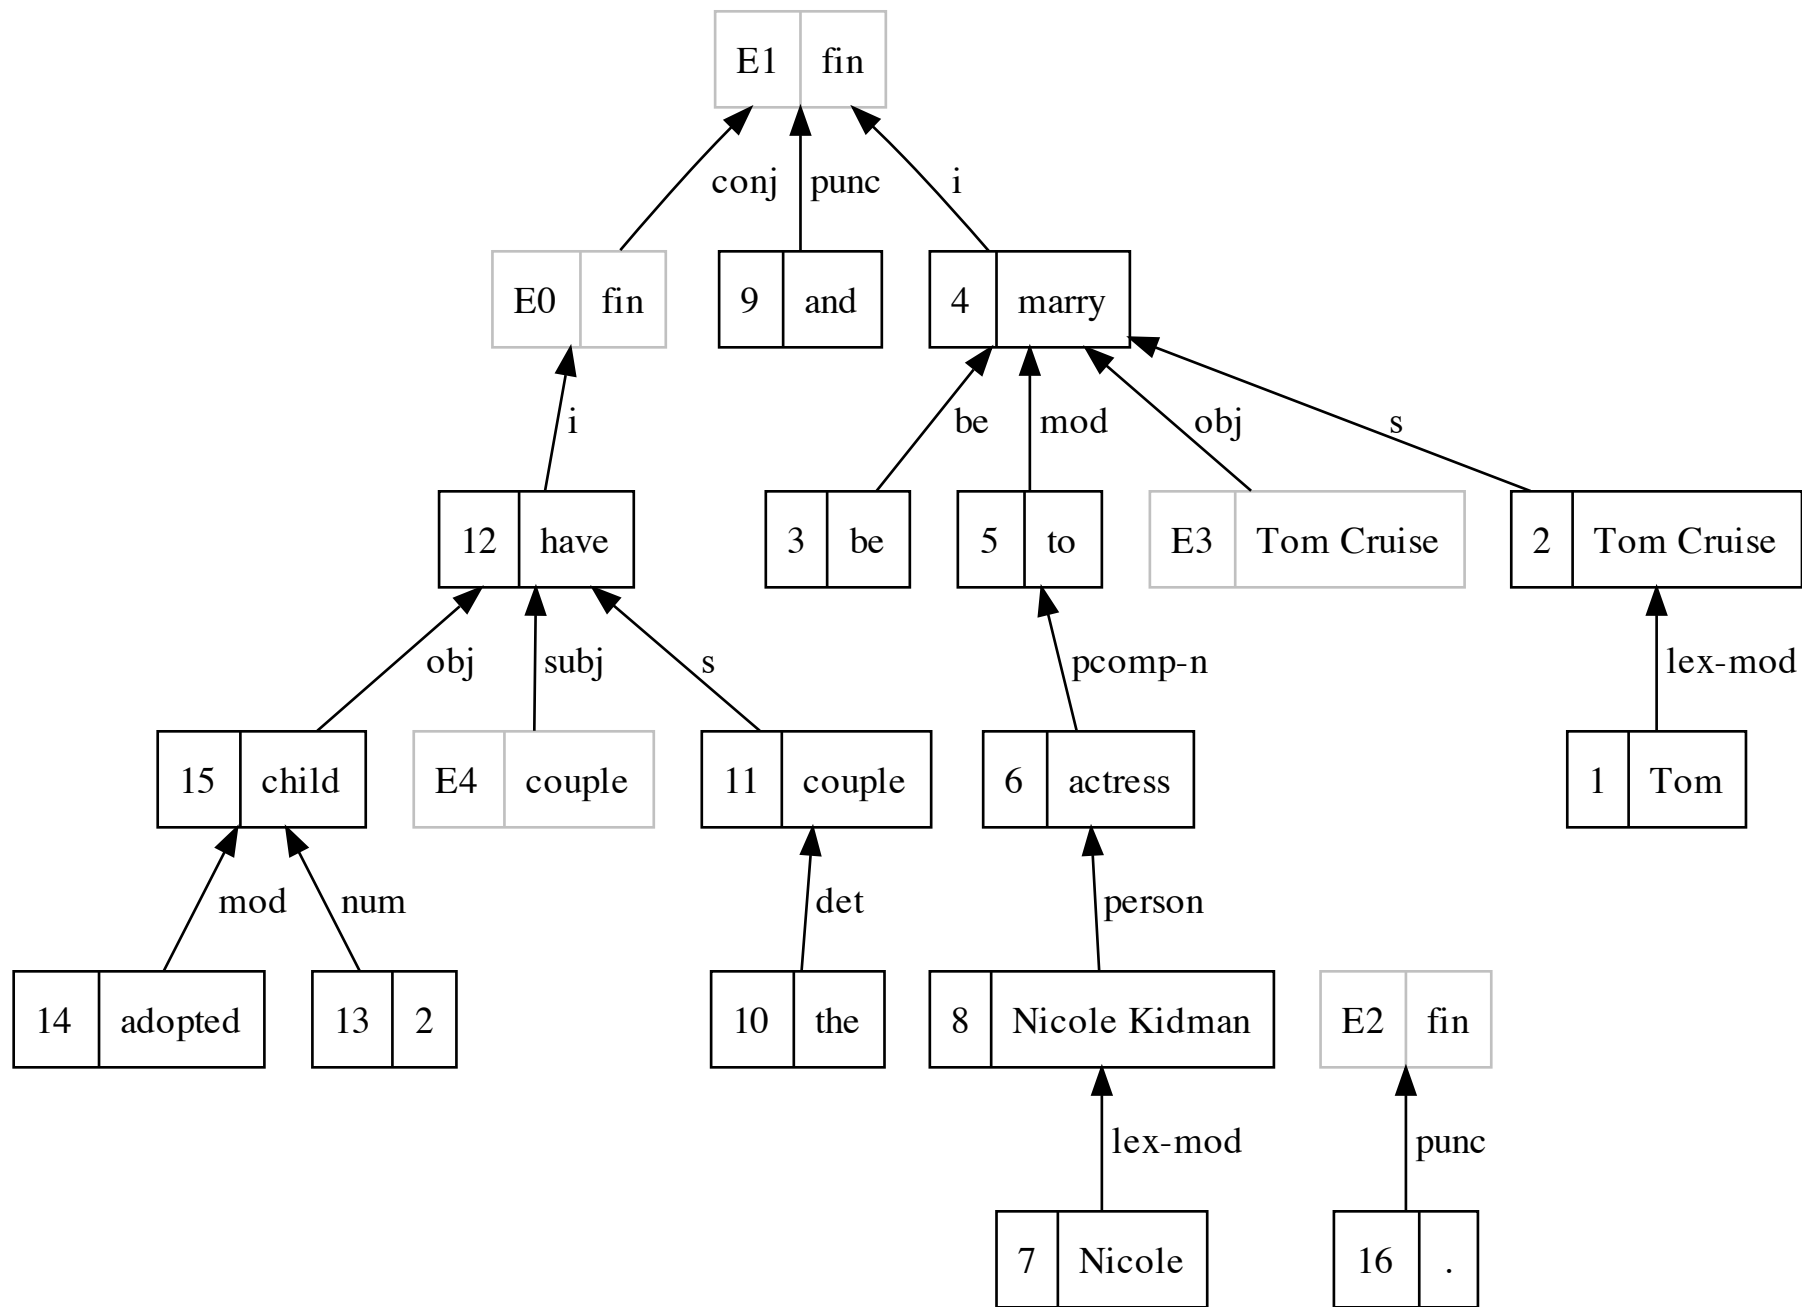 E1 fin
conj punc i
E0 fin 9 and 4 marry
i be mod obj s
12 have 3 be 5 to E3 Tom Cruise 2 Tom Cruise
obj subj s pcomp-n lex-mod
15 child E4 couple 11 couple 6 actress 1 Tom
mod num det person
14 adopted 13 2 10 the 8 Nicole Kidman E2 fin
lex-mod punc
7 Nicole 16 .